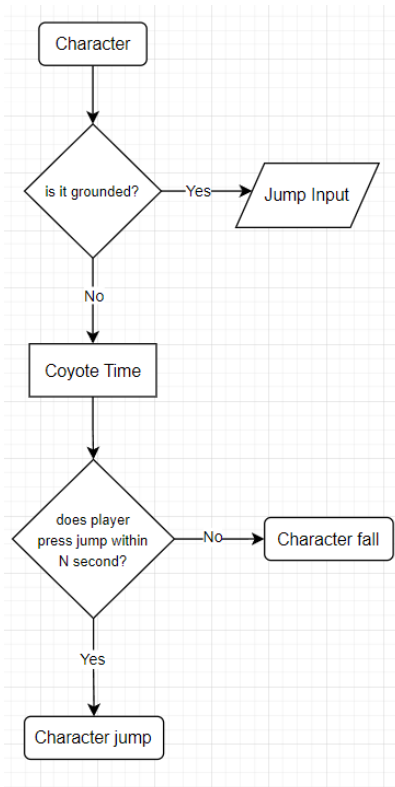 Character
is it grounded?
Yes
Jump Input
No
Coyote Time
does player
press jump within
N second?
No
Character fall
Yes
Character jump